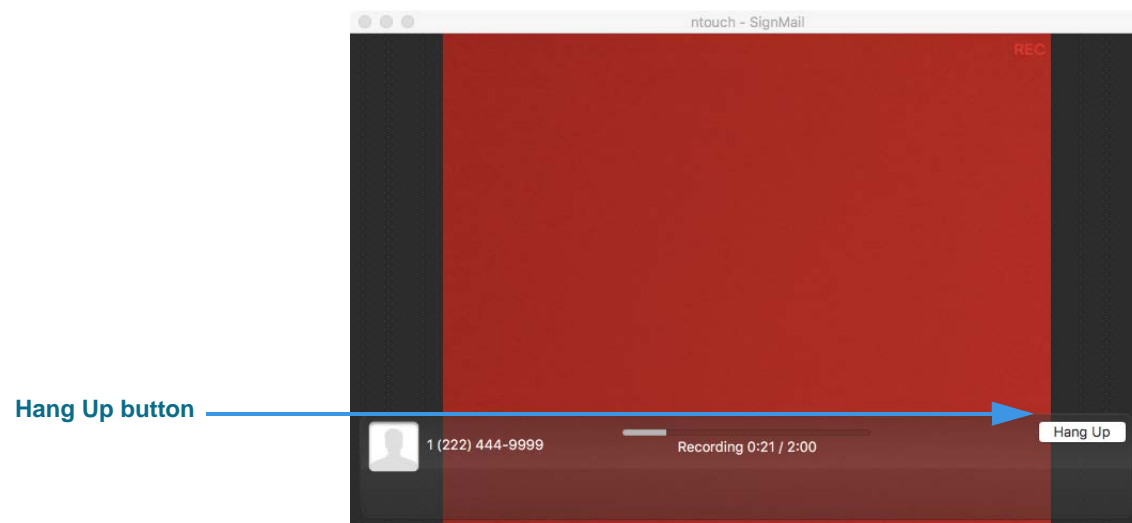 ntouch - SignMail
REC
Hang Up button
1 (222) 444-9999
Recording 0:21 / 2:00
Hang Up